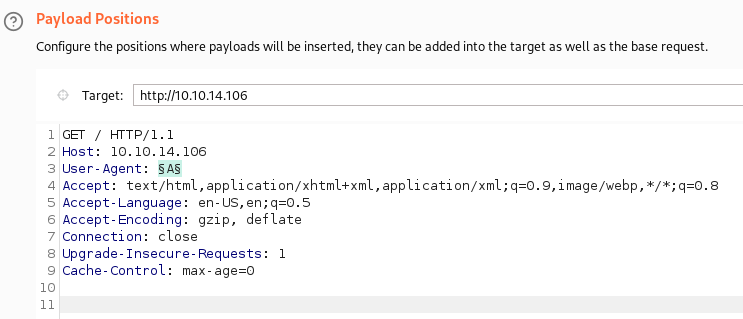 ?
Payload Positions
Configure the positions where payloads will be inserted, they can be added into the target as well as the base request.
Target: http://10.10.14.106
1 GET / HTTP/1.1
2 Host: 10.10.14.106
3 User-Agent: §A§
4 Accept: text/html,application/xhtml+xml,application/xml;q=0.9,image/webp,*/*;q=0.8
5 Accept-Language: en-US,en;q=0.5
6 Accept-Encoding: gzip, deflate
7 Connection: close
8 Upgrade-Insecure-Requests: 1
9 Cache-Control: max-age=0
10
11